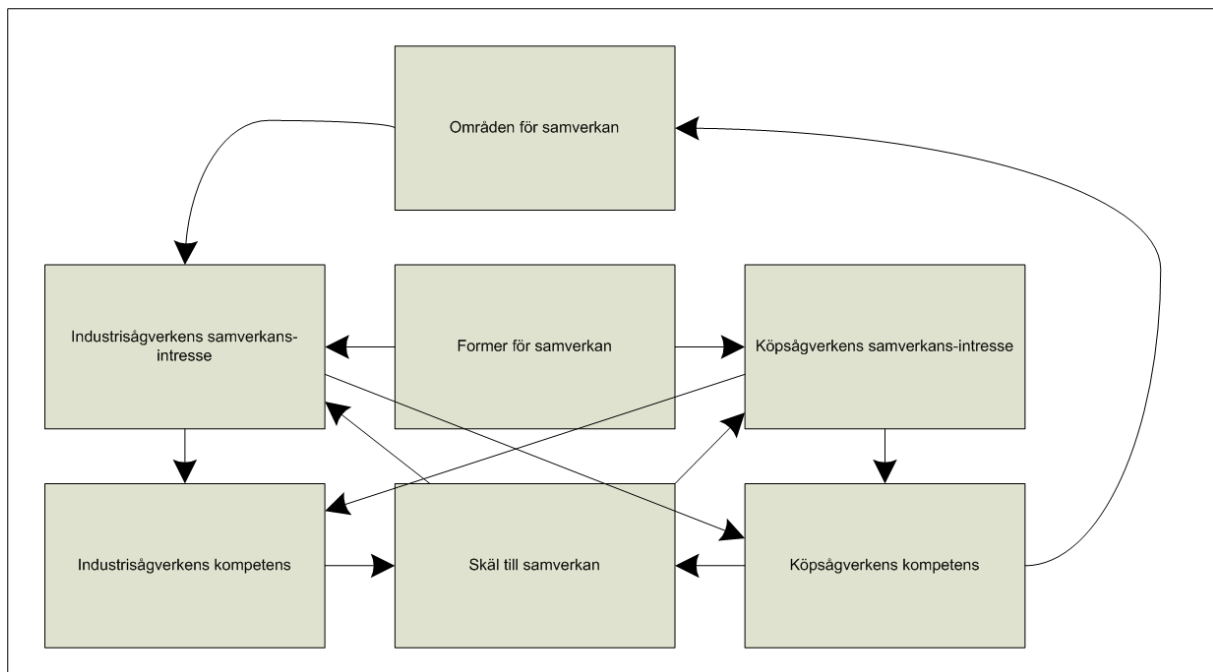 Områden för samverkan
Industrisågverkens samverkans-
intresse
Former för samverkan
Köpsågverkens samverkans-intresse
Industrisågverkens kompetens
Skäl till samverkan
Köpsågverkens kompetens